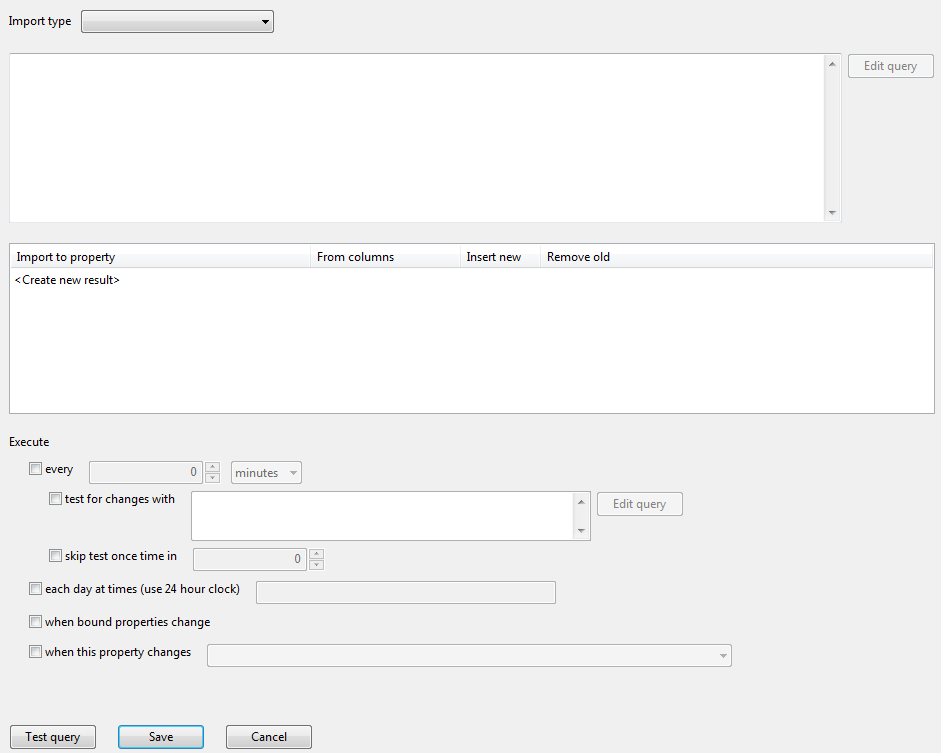 Import type
Edit query
Import to property From columns Insert new Remove old
<Create new result>
Execute
every 0 minutes
test for changes with Edit query
skip test once time in 0
each day at times (use 24 hour clock)
when bound properties change
when this property changes
Test query Save Cancel